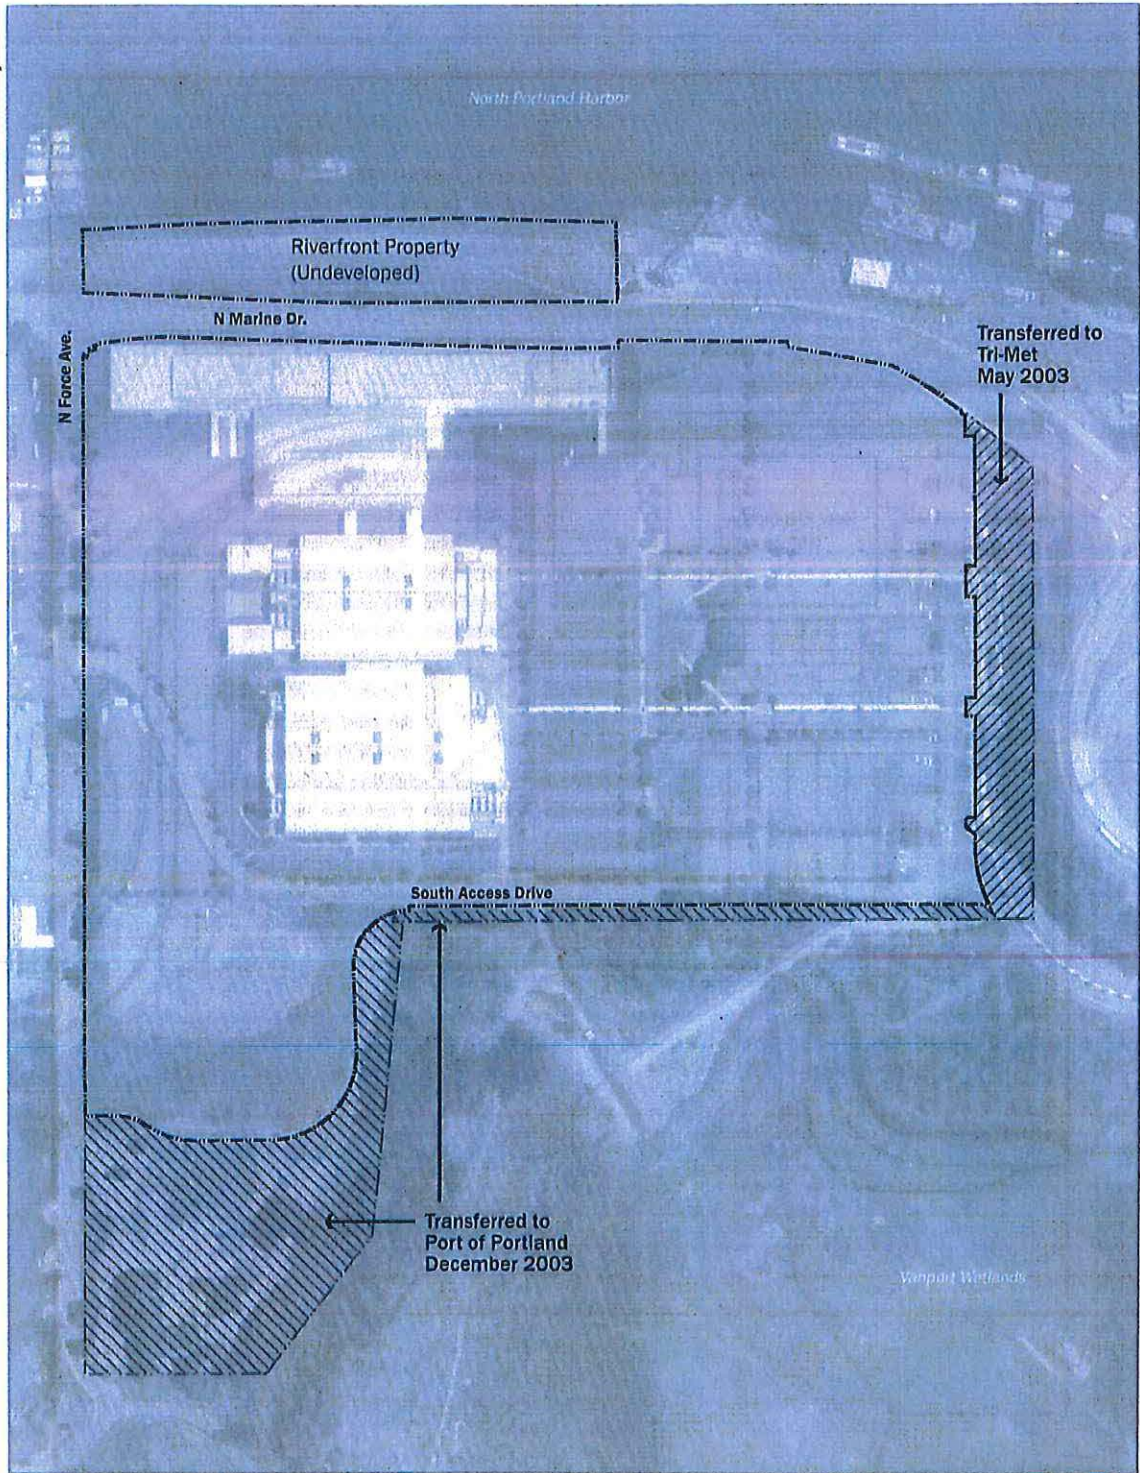 North Portland Harbor
Riverfront Property
(Undeveloped)
N Marine Dr.
N Force Ave.
Transferred to
Tri-Met
May 2003
South Access Drive
Transferred to
Port of Portland
December 2003
Vanport Wetlands